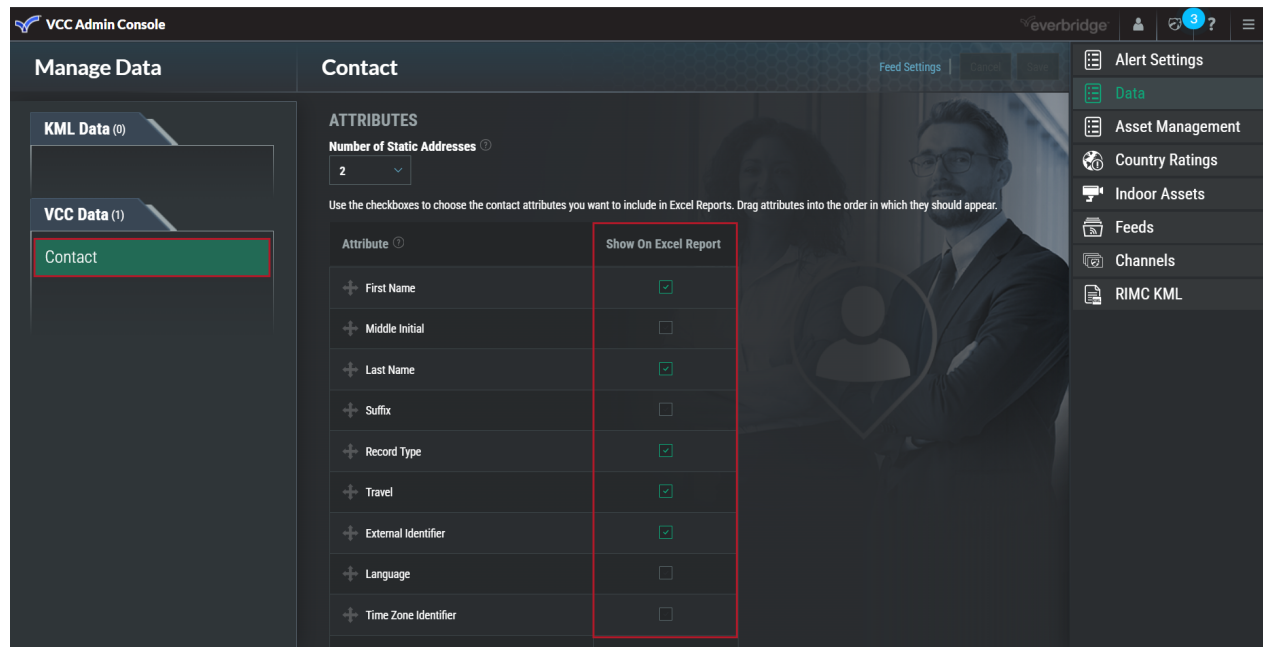 VCC Admin Console
everbridge
3
?
Manage Data
Contact
Feed Settings
Cancel
Save
Alert Settings
Data
Asset Management
Country Ratings
Indoor Assets
Feeds
Channels
RIMC KML
KML Data (0)
VCC Data (1)
Contact
ATTRIBUTES
Number of Static Addresses ?
2
Use the checkboxes to choose the contact attributes you want to include in Excel Reports. Drag attributes into the order in which they should appear.
Attribute ? Show On Excel Report
First Name
Middle Initial
Last Name
Suffix
Record Type
Travel
External Identifier
Language
Time Zone Identifier